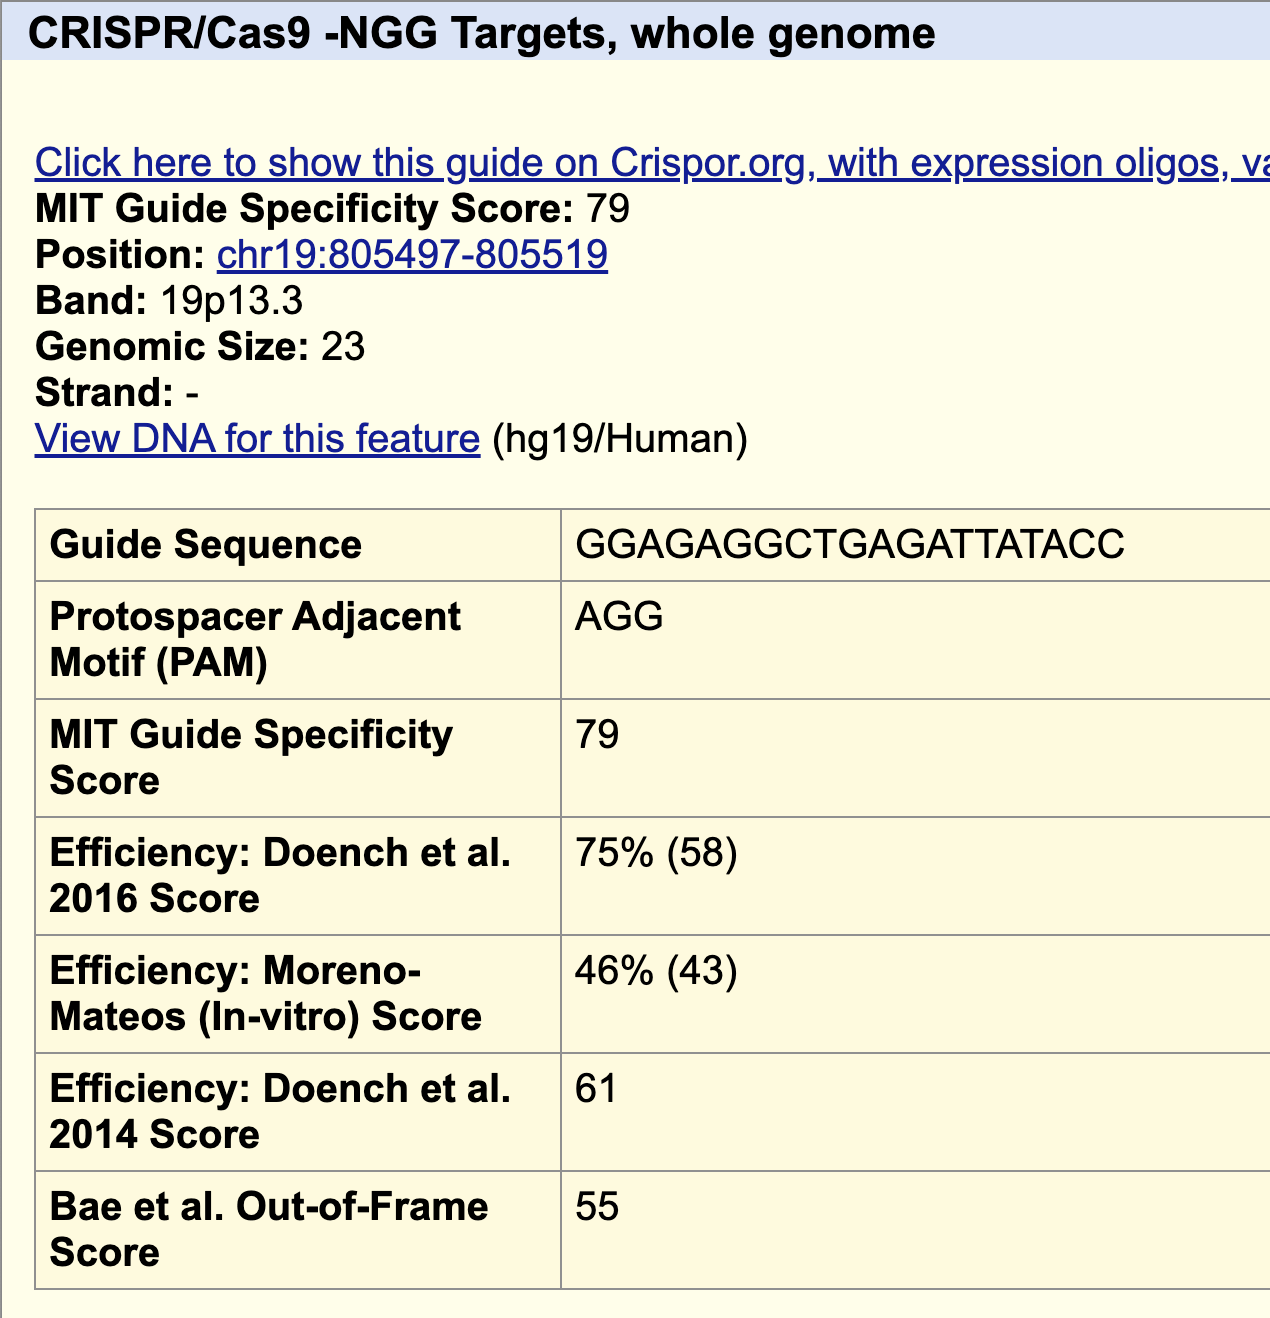 CRISPR/Cas9 -NGG Targets, whole genome
Click here to show this guide on Crispor.org, with expression oligos,
MIT Guide Specificity Score: 79
Position: chr19:805497-805519
Band: 19p13.3
Genomic Size: 23
Strand: -
View DNA for this feature (hg19/Human)
Guide Sequence GGAGAGGCTGAGATTATACC
Protospacer Adjacent AGG
Motif (PAM)
MIT Guide Specificity 79
Score
Efficiency: Doench et al. 75% (58)
2016 Score
Efficiency: Moreno- 46% (43)
Mateos (In-vitro) Score
Efficiency: Doench et al. 61
2014 Score
Bae et al. Out-of-Frame 55
Score